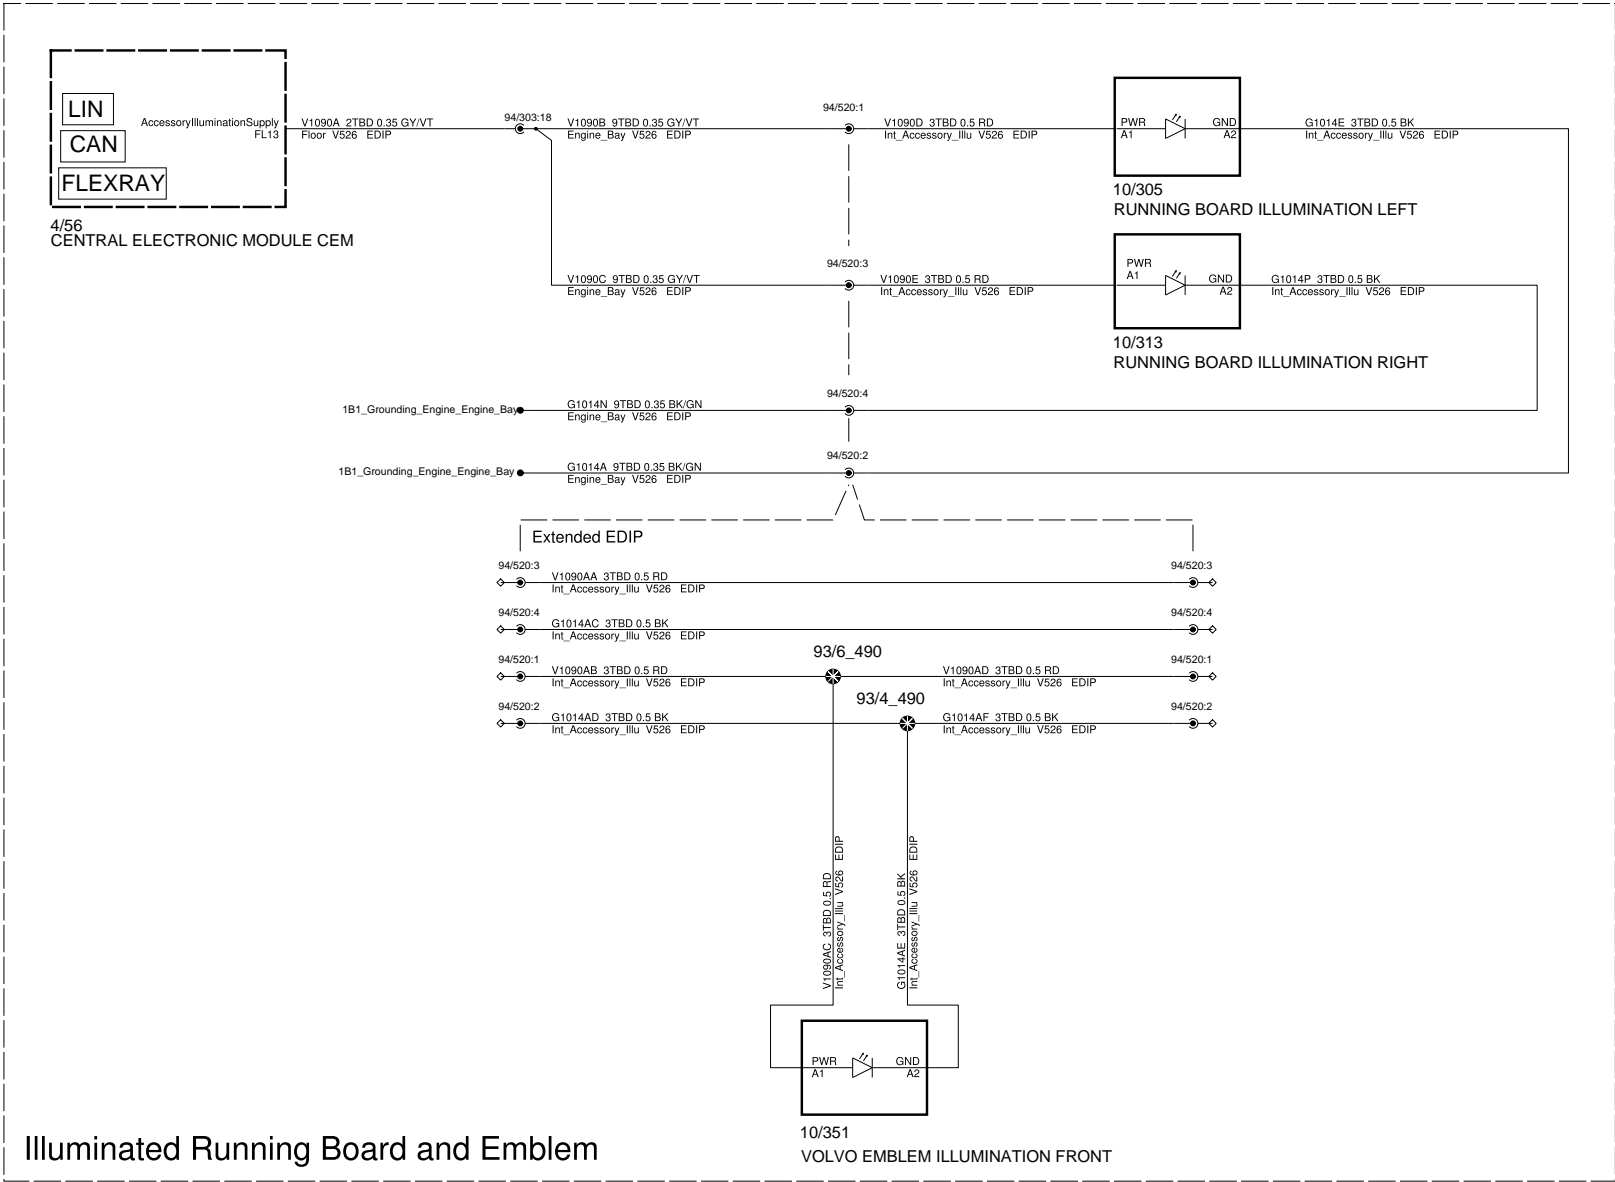 LIN
CAN
FLEXRAY
AccessoryIlluminationSupply
FL13
4/56
CENTRAL ELECTRONIC MODULE CEM
V1090A 2TBD 0.35 GY/VT
Floor V526 EDIP
94/303:18
V1090B 9TBD 0.35 GY/VT
Engine_Bay V526 EDIP
94/520:1
V1090D 3TBD 0.5 RD
Int_Accessory_Illu V526 EDIP
PWR
A1
GND
A2
G1014E 3TBD 0.5 BK
Int_Accessory_Illu V526 EDIP
10/305
RUNNING BOARD ILLUMINATION LEFT
V1090C 9TBD 0.35 GY/VT
Engine_Bay V526 EDIP
94/520:3
V1090E 3TBD 0.5 RD
Int_Accessory_Illu V526 EDIP
PWR
A1
GND
A2
G1014P 3TBD 0.5 BK
Int_Accessory_Illu V526 EDIP
10/313
RUNNING BOARD ILLUMINATION RIGHT
1B1_Grounding_Engine_Engine_Bay
G1014N 9TBD 0.35 BK/GN
Engine_Bay V526 EDIP
94/520:4
1B1_Grounding_Engine_Engine_Bay
G1014A 9TBD 0.35 BK/GN
Engine_Bay V526 EDIP
94/520:2
Extended EDIP
94/520:3
V1090AA 3TBD 0.5 RD
Int_Accessory_Illu V526 EDIP
94/520:3
94/520:4
G1014AC 3TBD 0.5 BK
Int_Accessory_Illu V526 EDIP
94/520:4
94/520:1
V1090AB 3TBD 0.5 RD
Int_Accessory_Illu V526 EDIP
93/6_490
V1090AD 3TBD 0.5 RD
Int_Accessory_Illu V526 EDIP
94/520:1
94/520:2
G1014AD 3TBD 0.5 BK
Int_Accessory_Illu V526 EDIP
93/4_490
G1014AF 3TBD 0.5 BK
Int_Accessory_Illu V526 EDIP
94/520:2
V1090AC 3TBD 0.5 RD
Int_Accessory_Illu V526 EDIP
G1014AE 3TBD 0.5 BK
Int_Accessory_Illu V526 EDIP
PWR
A1
GND
A2
10/351
VOLVO EMBLEM ILLUMINATION FRONT
Illuminated Running Board and Emblem